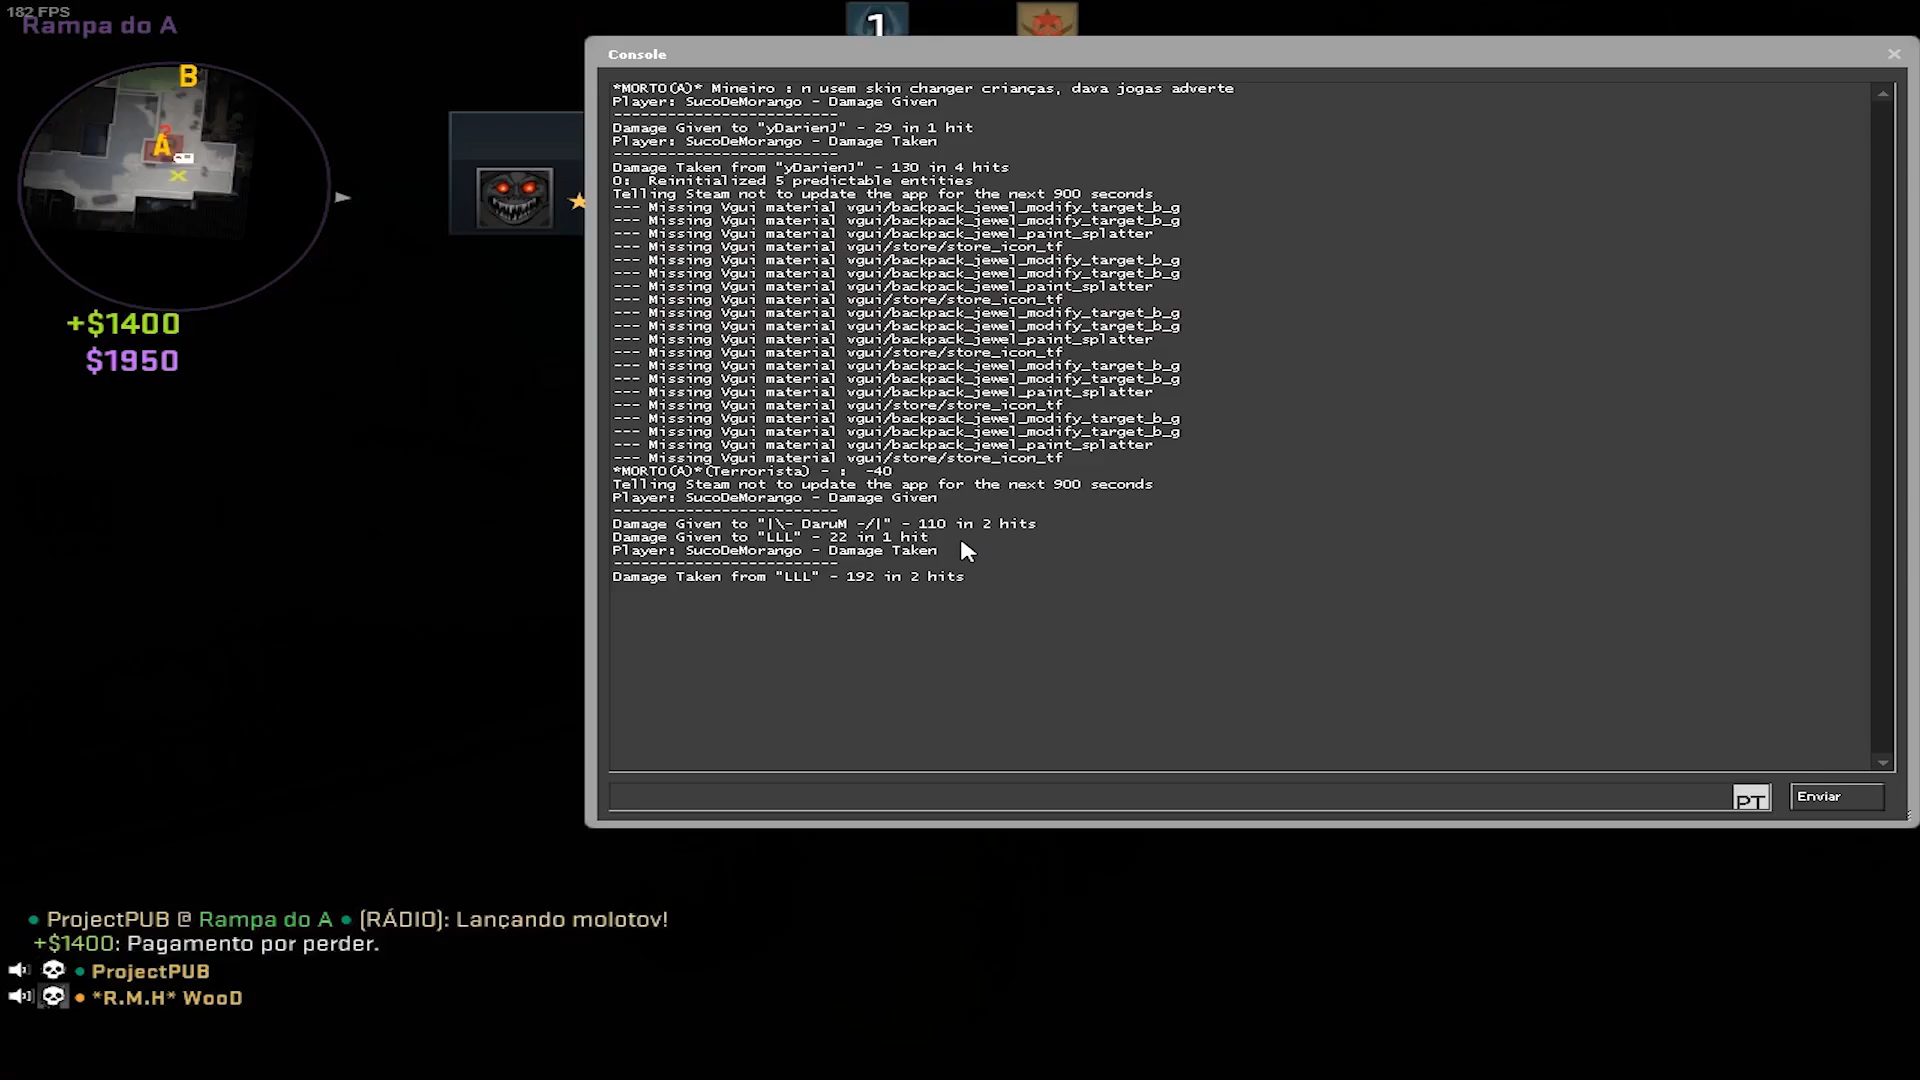 182 FPS
Rampa do A
1
B
A
+$1400
$1950
Console
*MORTO(A)* Mineiro : n usem skin changer crianças, dava jogas adverte
Player: SucoDeMorango - Damage Given
-------------------------
Damage Given to "yDarienJ" - 29 in 1 hit
Player: SucoDeMorango - Damage Taken
-------------------------
Damage Taken from "yDarienJ" - 130 in 4 hits
0:  Reinitialized 5 predictable entities
Telling Steam not to update the app for the next 900 seconds
--- Missing Vgui material vgui/backpack_jewel_modify_target_b_g
--- Missing Vgui material vgui/backpack_jewel_modify_target_b_g
--- Missing Vgui material vgui/backpack_jewel_paint_splatter
--- Missing Vgui material vgui/store/store_icon_tf
--- Missing Vgui material vgui/backpack_jewel_modify_target_b_g
--- Missing Vgui material vgui/backpack_jewel_modify_target_b_g
--- Missing Vgui material vgui/backpack_jewel_paint_splatter
--- Missing Vgui material vgui/store/store_icon_tf
--- Missing Vgui material vgui/backpack_jewel_modify_target_b_g
--- Missing Vgui material vgui/backpack_jewel_modify_target_b_g
--- Missing Vgui material vgui/backpack_jewel_paint_splatter
--- Missing Vgui material vgui/store/store_icon_tf
--- Missing Vgui material vgui/backpack_jewel_modify_target_b_g
--- Missing Vgui material vgui/backpack_jewel_modify_target_b_g
--- Missing Vgui material vgui/backpack_jewel_paint_splatter
--- Missing Vgui material vgui/store/store_icon_tf
--- Missing Vgui material vgui/backpack_jewel_modify_target_b_g
--- Missing Vgui material vgui/backpack_jewel_modify_target_b_g
--- Missing Vgui material vgui/backpack_jewel_paint_splatter
--- Missing Vgui material vgui/store/store_icon_tf
*MORTO(A)*(Terrorista) - :  -40
Telling Steam not to update the app for the next 900 seconds
Player: SucoDeMorango - Damage Given
-------------------------
Damage Given to "|\- DaruM -/|" - 110 in 2 hits
Damage Given to "LLL" - 22 in 1 hit
Player: SucoDeMorango - Damage Taken
-------------------------
Damage Taken from "LLL" - 192 in 2 hits
PT
Enviar
• ProjectPUB @ Rampa do A • (RÁDIO): Lançando molotov!
+$1400: Pagamento por perder.
• ProjectPUB
• *R.M.H* WooD